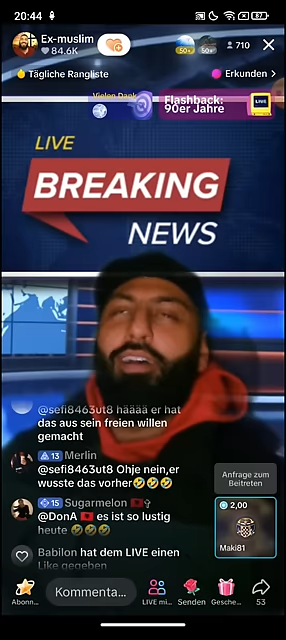 20:44
87
Ex-muslim
84.6K
50+
50+
710
Tägliche Rangliste
Erkunden
Vielen Dank
Flashback:
90er Jahre
LIVE
LIVE
BREAKING
NEWS
@sefi8463ut8 hääää er hat
das aus sein freien willen
gemacht
13 Merlin
@sefi8463ut8 Ohje nein,er
wusste das vorher🤣🤣🤣
15 Sugarmelon 🇦🇱✞
@DonA 🇦🇱 es ist so lustig
heute 🤣🤣🤣
Babilon hat dem LIVE einen
Like gegeben
Anfrage zum
Beitreten
2,00
Maki81
Kommenta...
Abonn...
LIVE mi...
Senden
Gesche...
53